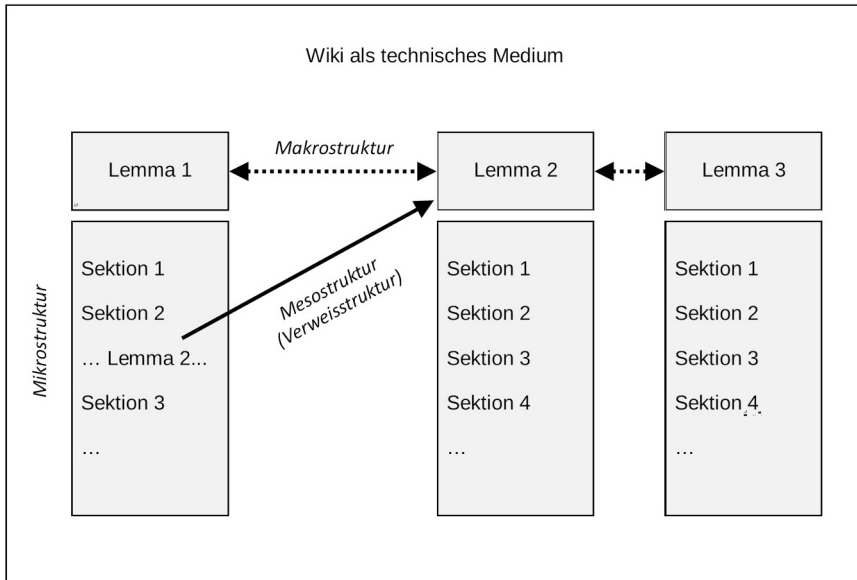 Wiki als technisches Medium
Makrostruktur
Lemma 1
Lemma 2
Lemma 3
Mikrostruktur
Sektion 1
Sektion 2
… Lemma 2...
Sektion 3
…
Mesostruktur
(Verweisstruktur)
Sektion 1
Sektion 2
Sektion 3
Sektion 4
…
Sektion 1
Sektion 2
Sektion 3
Sektion 4
…